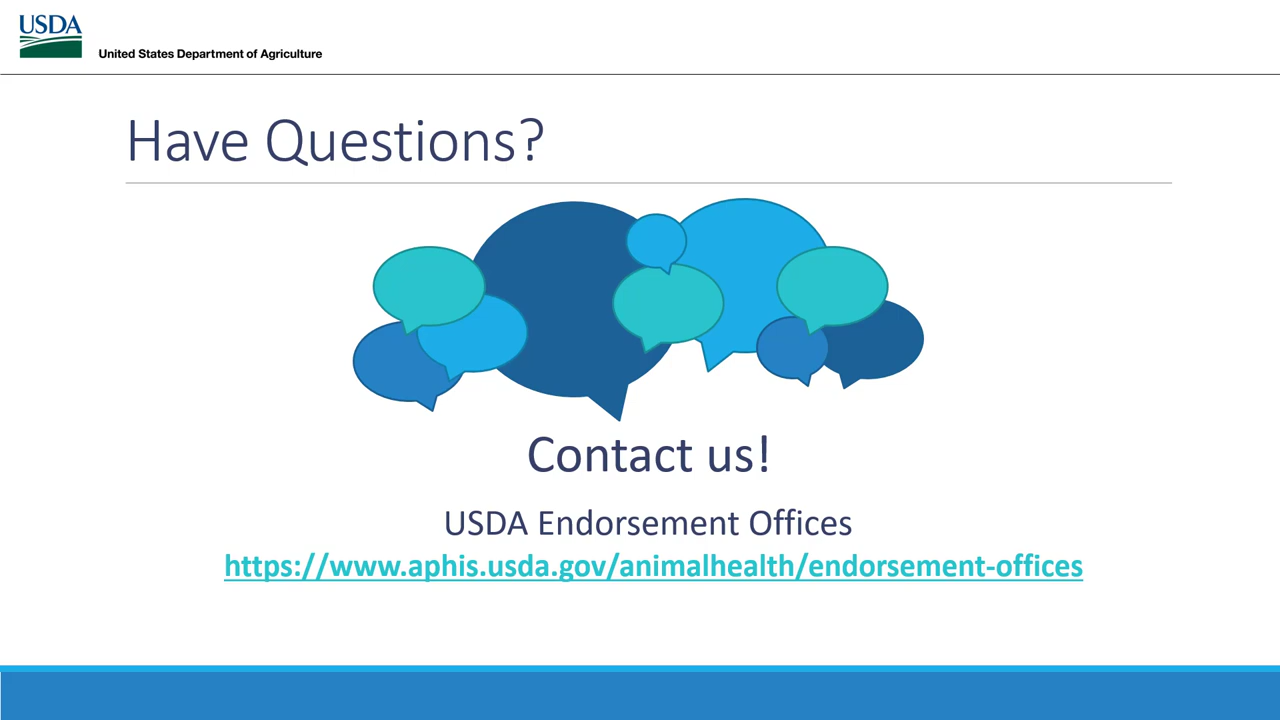 USDA
United States Department of Agriculture
Have Questions?
Contact us!
USDA Endorsement Offices
https://www.aphis.usda.gov/animalhealth/endorsement-offices